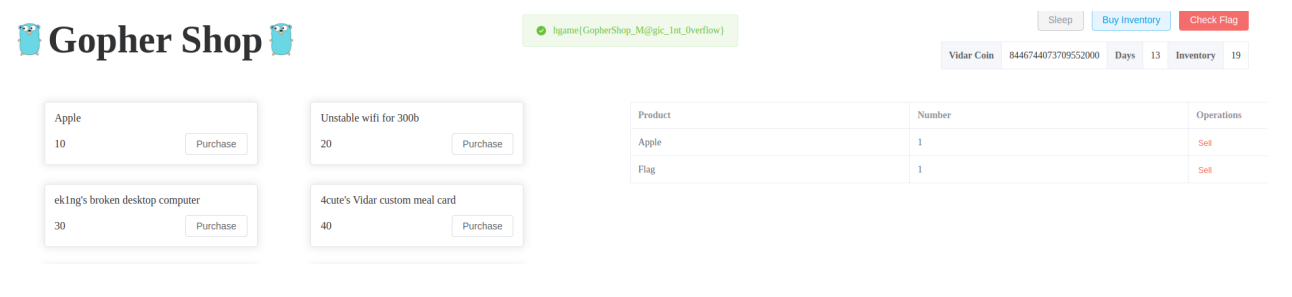 Gopher Shop
hgame{GopherShop_M@gic_1nt_0verflow}
Sleep
Buy Inventory
Check Flag
Vidar Coin 8446744073709552000 Days 13 Inventory 19
Apple
10 Purchase
Unstable wifi for 300b
20 Purchase
ek1ng's broken desktop computer
30 Purchase
4cute's Vidar custom meal card
40 Purchase
Product Number Operations
Apple 1 Sell
Flag 1 Sell